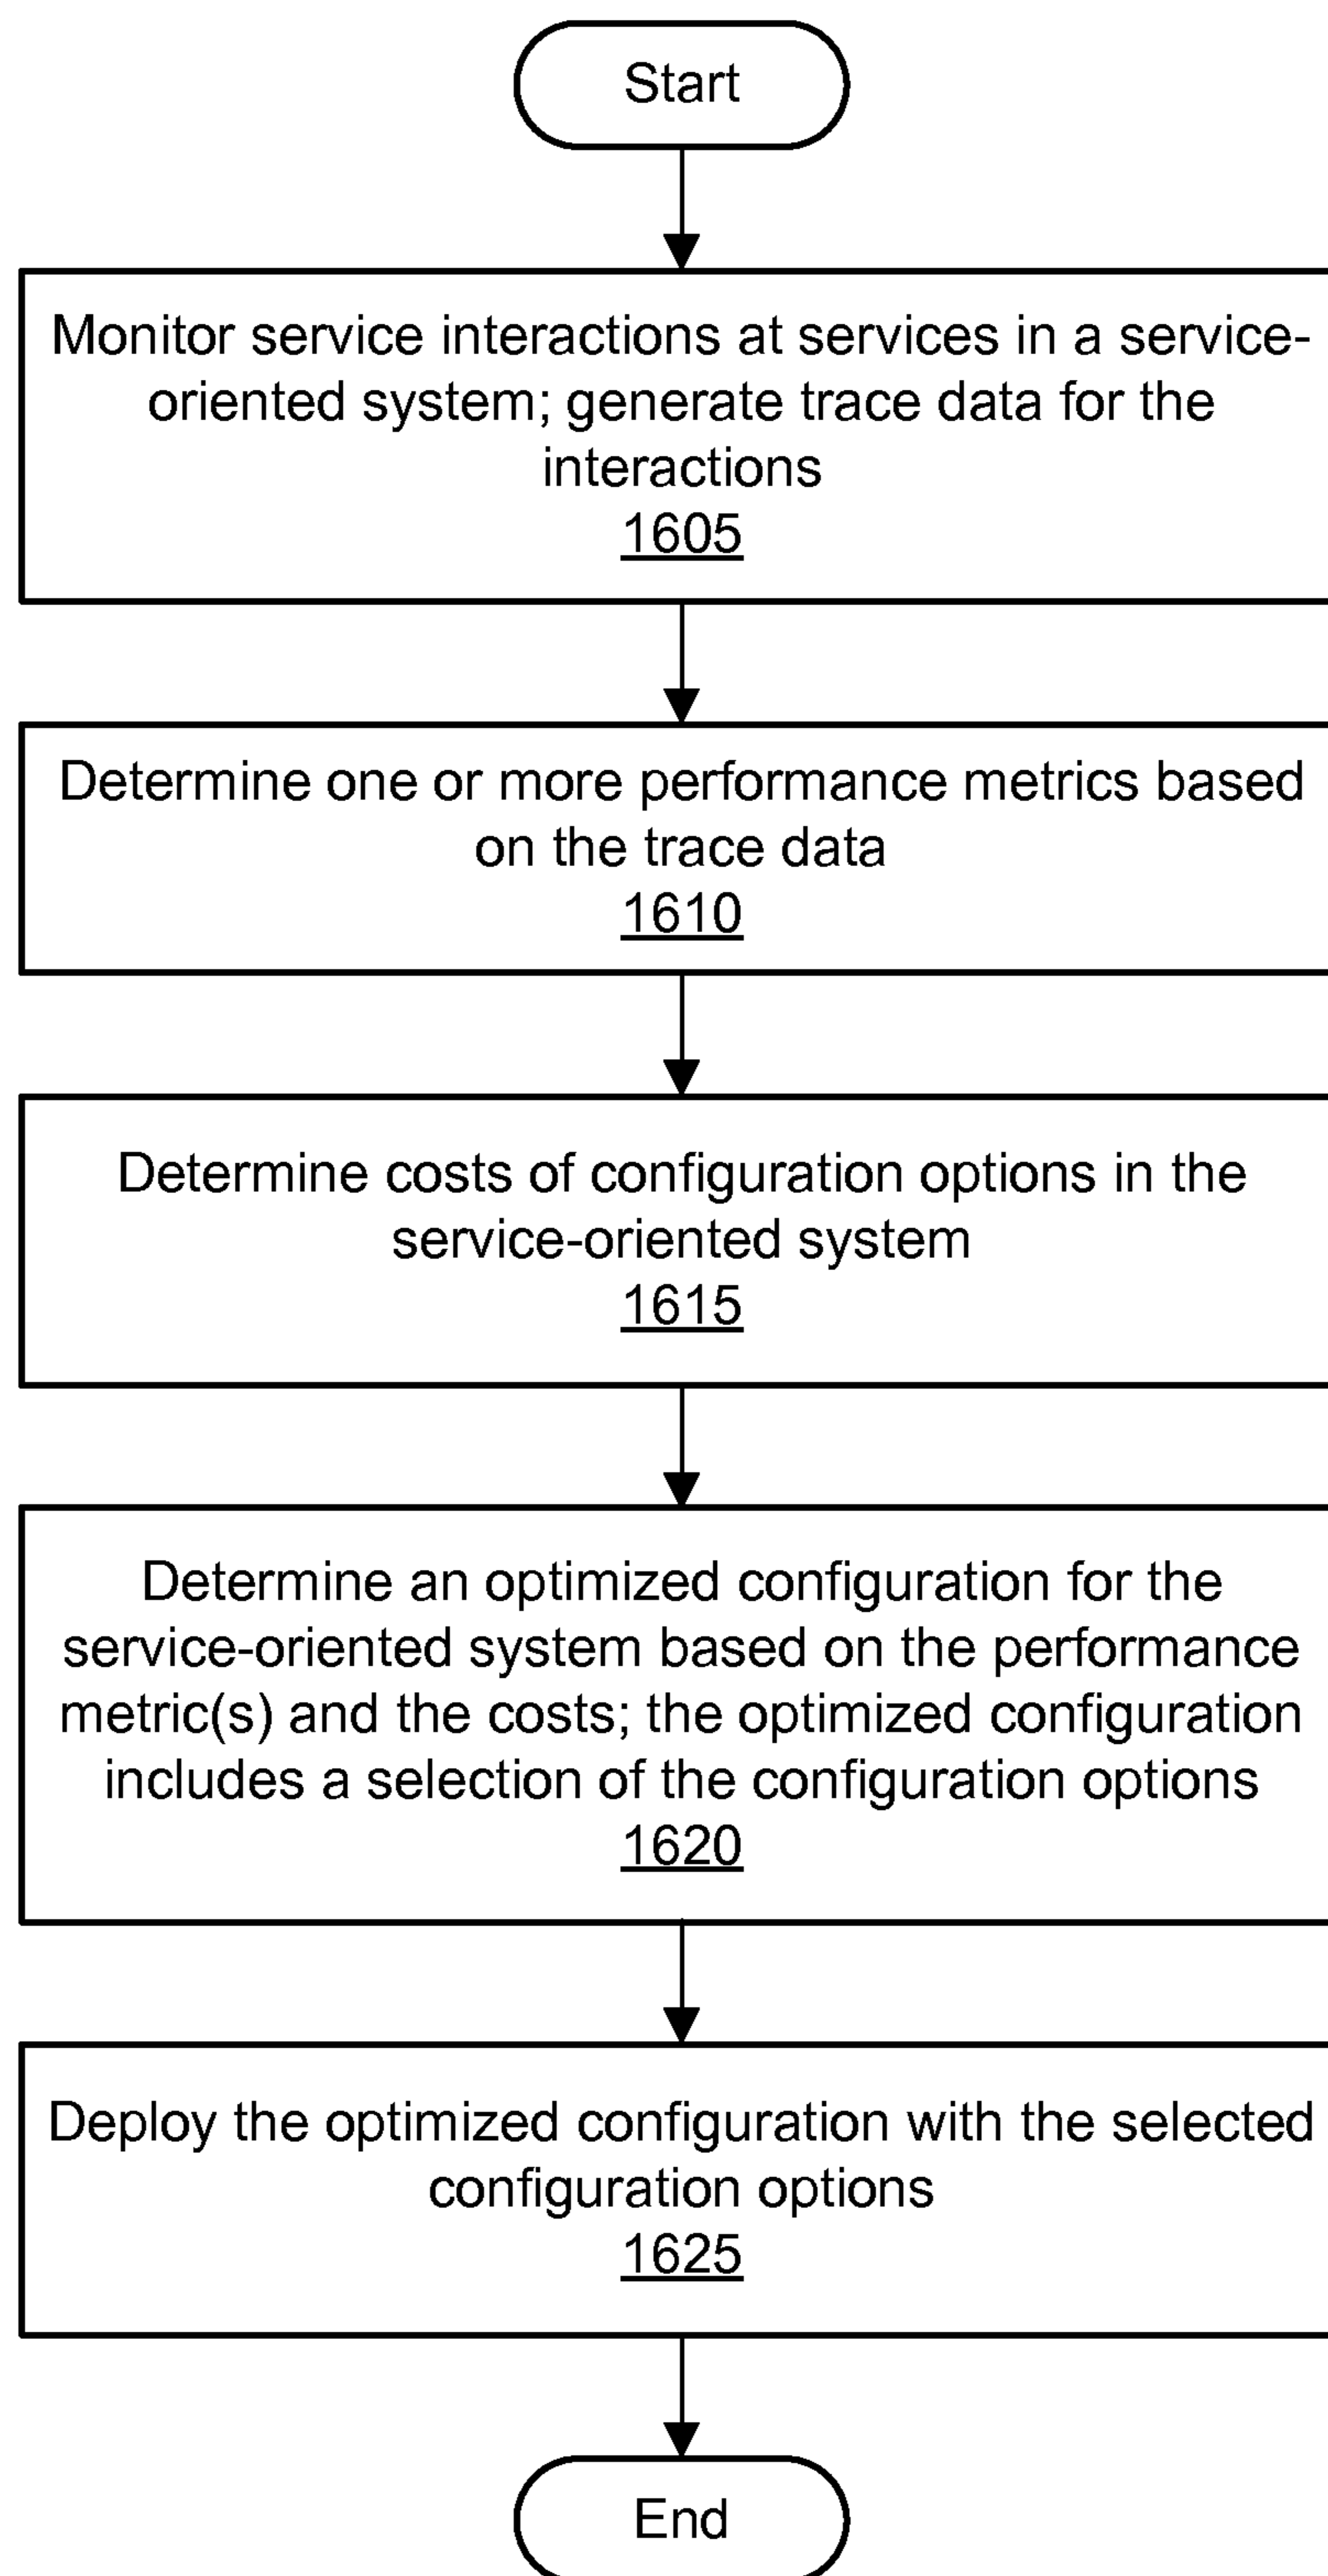 Start
Monitor service interactions at services in a service-
oriented system; generate trace data for the
interactions
1605
Determine one or more performance metrics based
on the trace data
1610
Determine costs of configuration options in the
service-oriented system
1615
Determine an optimized configuration for the
service-oriented system based on the performance
metric(s) and the costs; the optimized configuration
includes a selection of the configuration options
1620
Deploy the optimized configuration with the selected
configuration options
1625
End